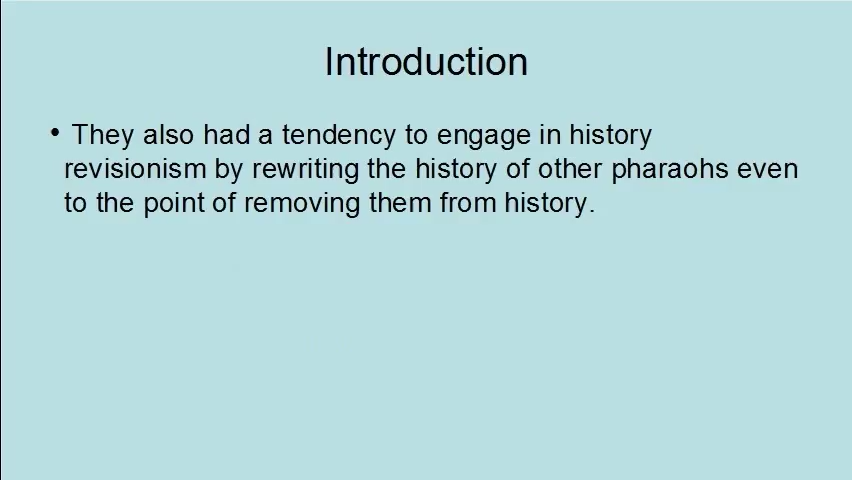 Introduction
• They also had a tendency to engage in history
revisionism by rewriting the history of other pharaohs even
to the point of removing them from history.